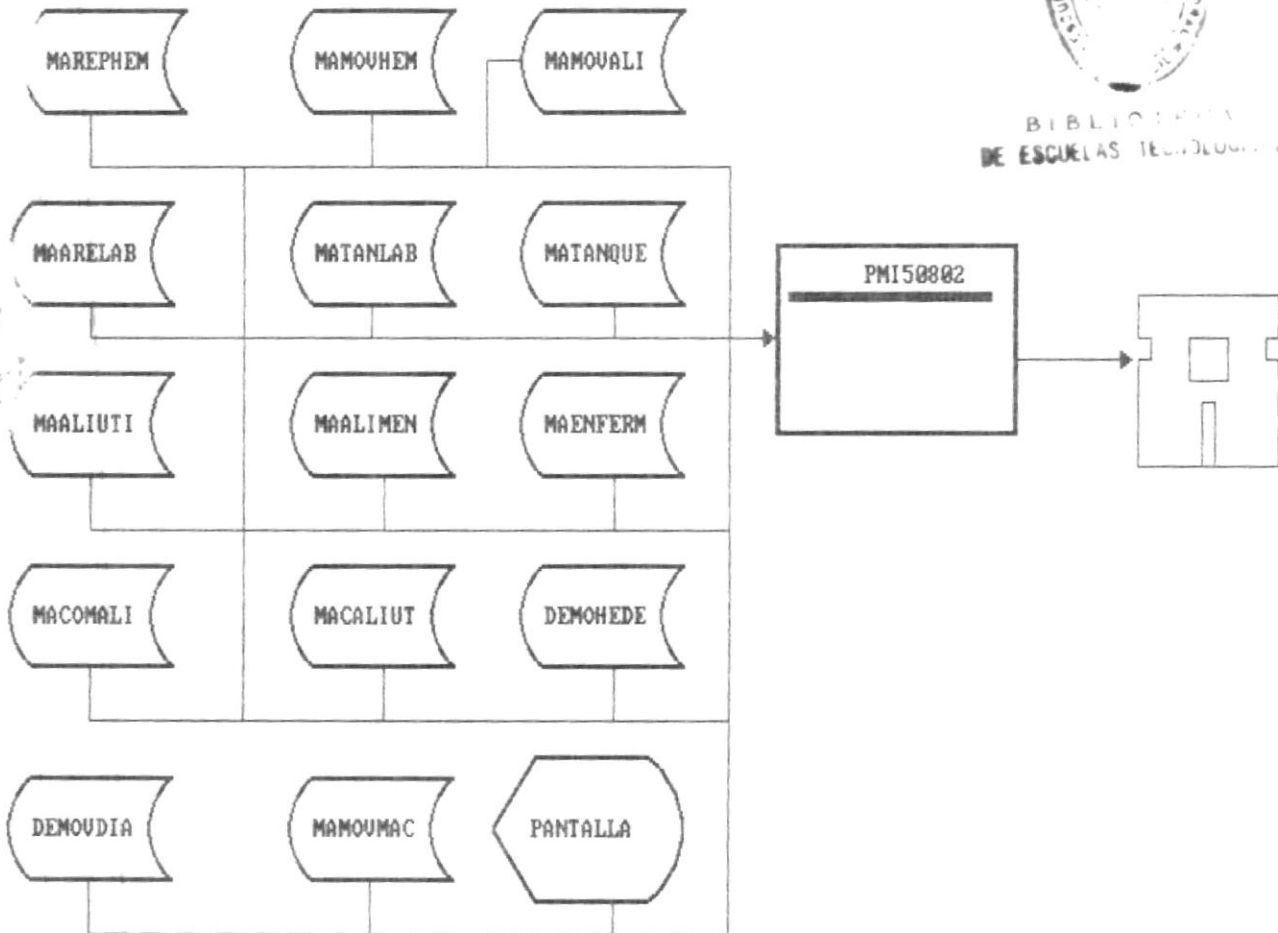 MAREPHEM MAMOVHEM MAMOVALI
BIBLIOTECA
DE ESCUELAS
MAARELAB MATANLAB MATANQUE
PMI50802
MAALIUTI MAALIMEN MAENFERM
MACOMALI MACALIUT DEMOHEDE
DEMOVDIA MAMOVMAC PANTALLA